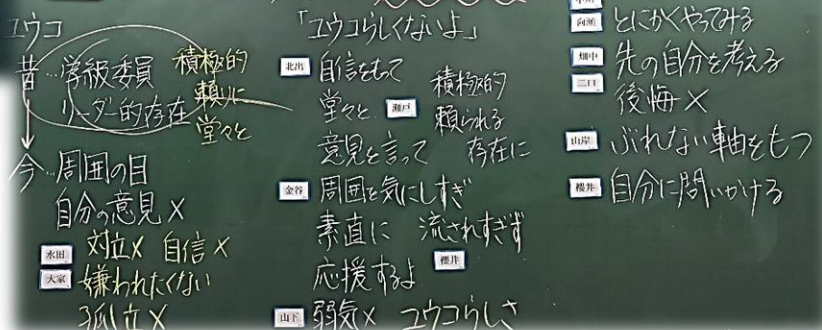 ユウコ
昔…学級委員 積極的
リーダー的存在 頼りに
堂々と
今…周囲の目
自分の意見×
水田 対立× 自信×
大家 嫌われたくない
孤立×
「ユウコらしくないよ」
北出 自信をもって
堂々と 瀬戸 積極的
頼られる
意見を言って 存在に
金谷 周囲を気にしすぎ
素直に 流されすぎず
応援するよ 櫻井
山下 弱気× ユウコらしさ
向瀬 とにかくやってみる
畑中 先の自分を考える
二口 後悔×
山岸 ぶれない軸をもつ
櫻井 自分に問いかける